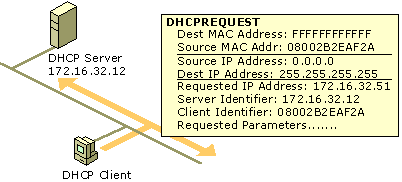 DHCP Server
172.16.32.12
DHCP Client
DHCPREQUEST
Dest MAC Address: FFFFFFFFFFFF
Source MAC Addr: 08002B2EAF2A
Source IP Address: 0.0.0.0
Dest IP Address: 255.255.255.255
Requested IP Address: 172.16.32.51
Server Identifier: 172.16.32.12
Client Identifier: 08002B2EAF2A
Requested Parameters.......